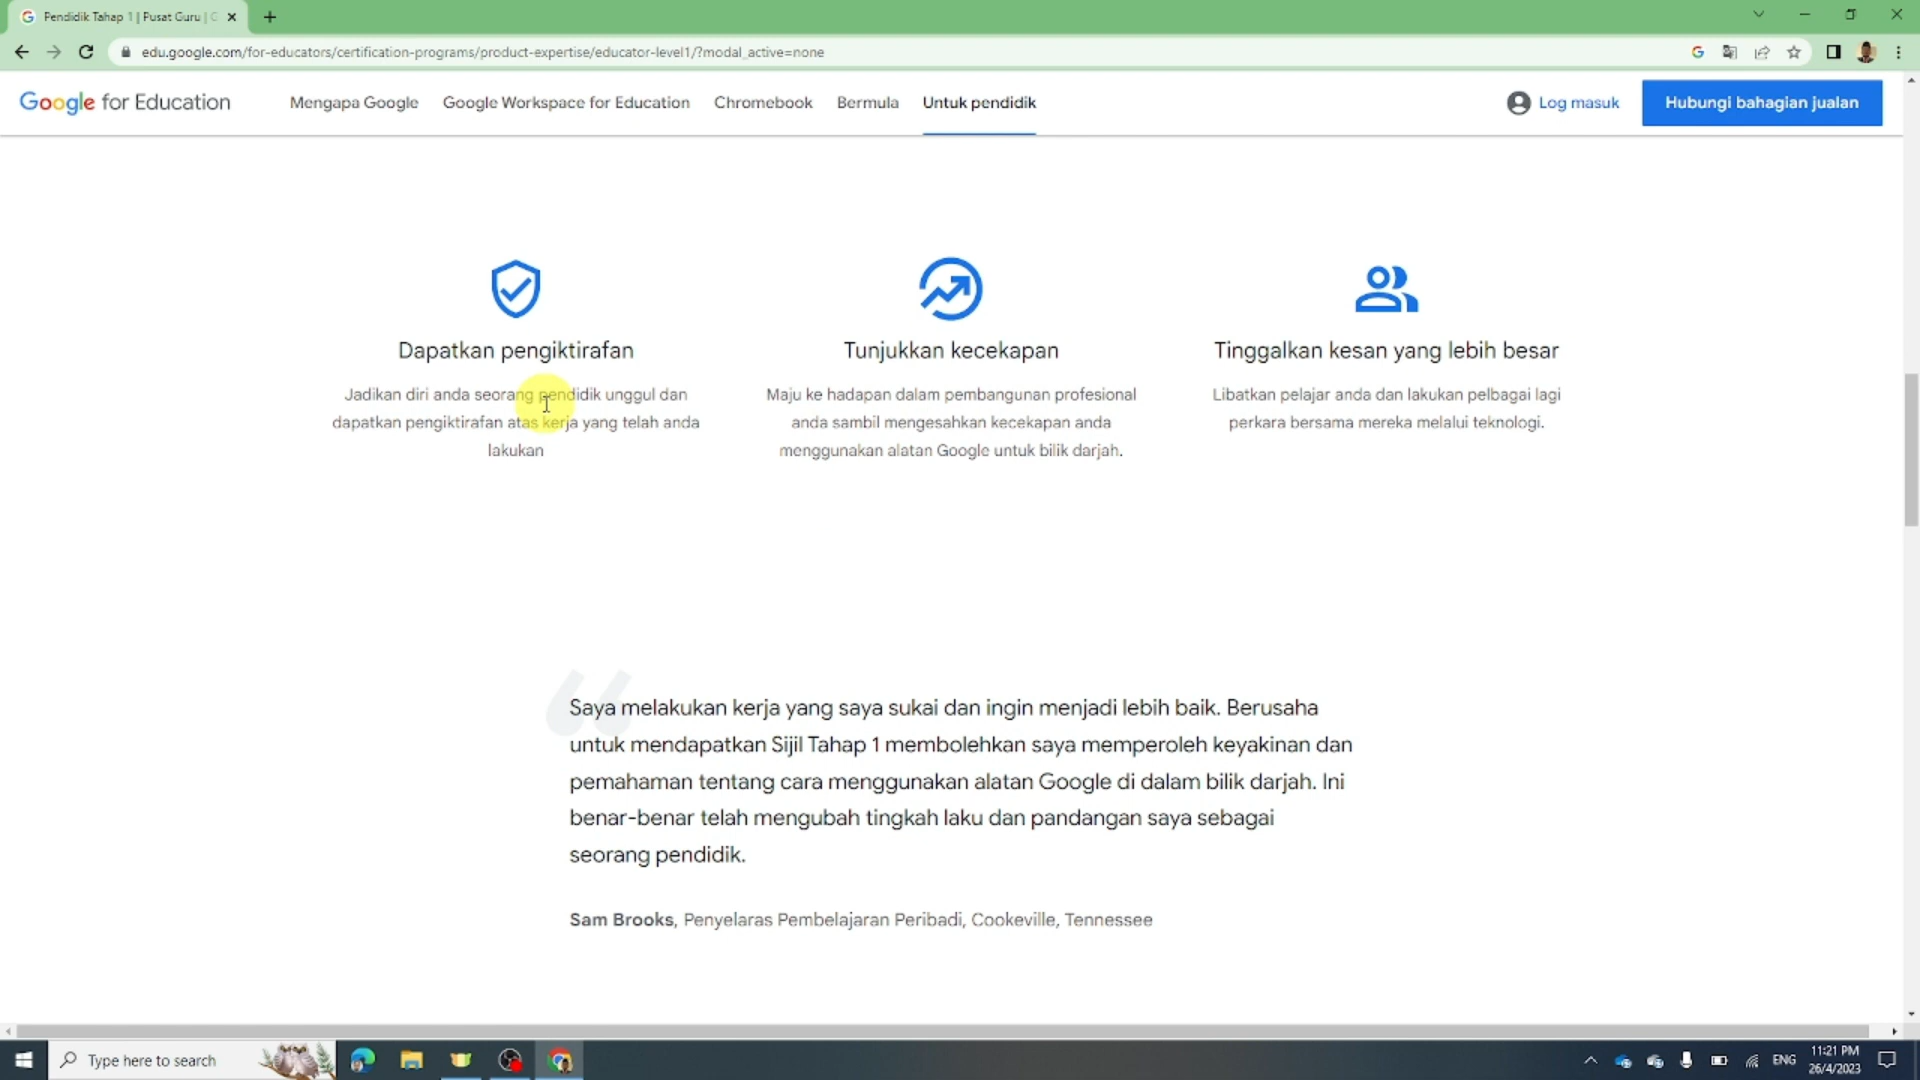 Pendidik Tahap 1 | Pusat Guru |
edu.google.com/for-educators/certification-programs/product-expertise/educator-level1/?modal_active=none
Google for Education
Mengapa Google
Google Workspace for Education
Chromebook
Bermula
Untuk pendidik
Log masuk
Hubungi bahagian jualan
Dapatkan pengiktirafan
Jadikan diri anda seorang pendidik unggul dan
dapatkan pengiktirafan atas kerja yang telah anda
lakukan
Tunjukkan kecekapan
Maju ke hadapan dalam pembangunan profesional
anda sambil mengesahkan kecekapan anda
menggunakan alatan Google untuk bilik darjah.
Tinggalkan kesan yang lebih besar
Libatkan pelajar anda dan lakukan pelbagai lagi
perkara bersama mereka melalui teknologi.
Saya melakukan kerja yang saya sukai dan ingin menjadi lebih baik. Berusaha
untuk mendapatkan Sijil Tahap 1 membolehkan saya memperoleh keyakinan dan
pemahaman tentang cara menggunakan alatan Google di dalam bilik darjah. Ini
benar-benar telah mengubah tingkah laku dan pandangan saya sebagai
seorang pendidik.
Sam Brooks, Penyelaras Pembelajaran Peribadi, Cookeville, Tennessee
Type here to search
ENG
11:21 PM
26/4/2023